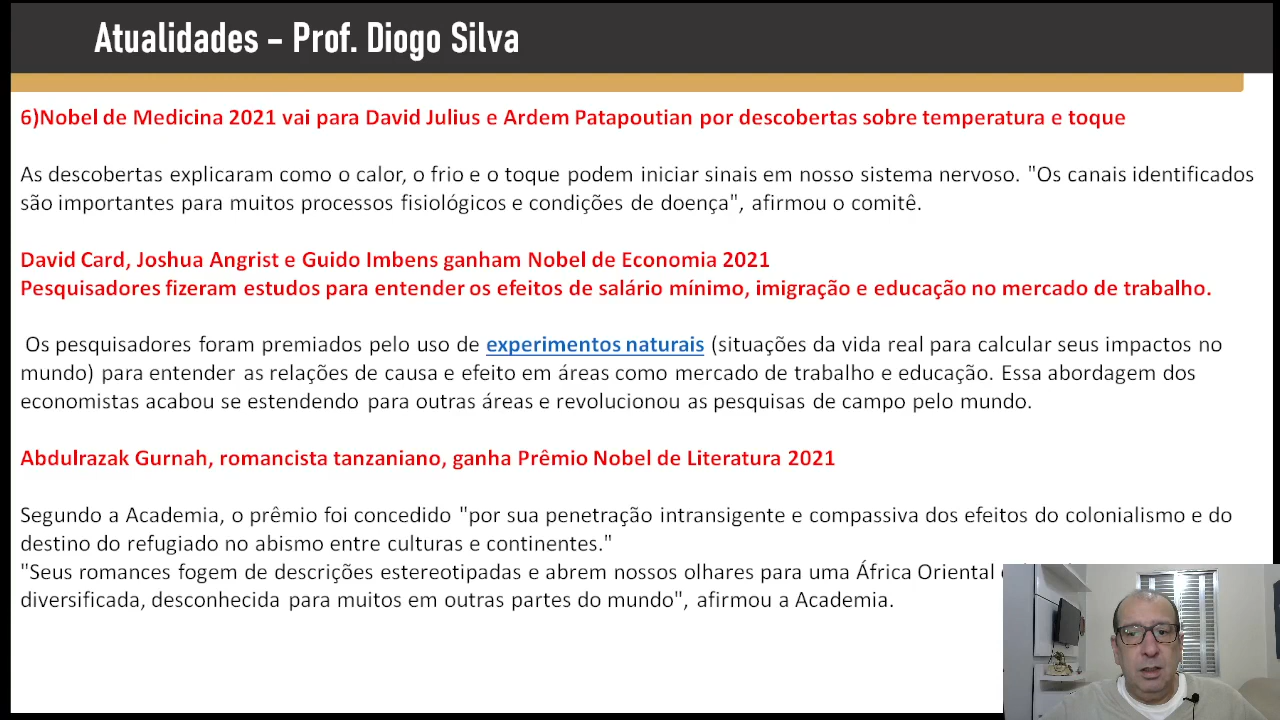 Atualidades – Prof. Diogo Silva
6)Nobel de Medicina 2021 vai para David Julius e Ardem Patapoutian por descobertas sobre temperatura e toque
As descobertas explicaram como o calor, o frio e o toque podem iniciar sinais em nosso sistema nervoso. "Os canais identificados
são importantes para muitos processos fisiológicos e condições de doença", afirmou o comitê.
David Card, Joshua Angrist e Guido Imbens ganham Nobel de Economia 2021
Pesquisadores fizeram estudos para entender os efeitos de salário mínimo, imigração e educação no mercado de trabalho.
Os pesquisadores foram premiados pelo uso de experimentos naturais (situações da vida real para calcular seus impactos no
mundo) para entender as relações de causa e efeito em áreas como mercado de trabalho e educação. Essa abordagem dos
economistas acabou se estendendo para outras áreas e revolucionou as pesquisas de campo pelo mundo.
Abdulrazak Gurnah, romancista tanzaniano, ganha Prêmio Nobel de Literatura 2021
Segundo a Academia, o prêmio foi concedido "por sua penetração intransigente e compassiva dos efeitos do colonialismo e do
destino do refugiado no abismo entre culturas e continentes."
"Seus romances fogem de descrições estereotipadas e abrem nossos olhares para uma África Oriental
diversificada, desconhecida para muitos em outras partes do mundo", afirmou a Academia.